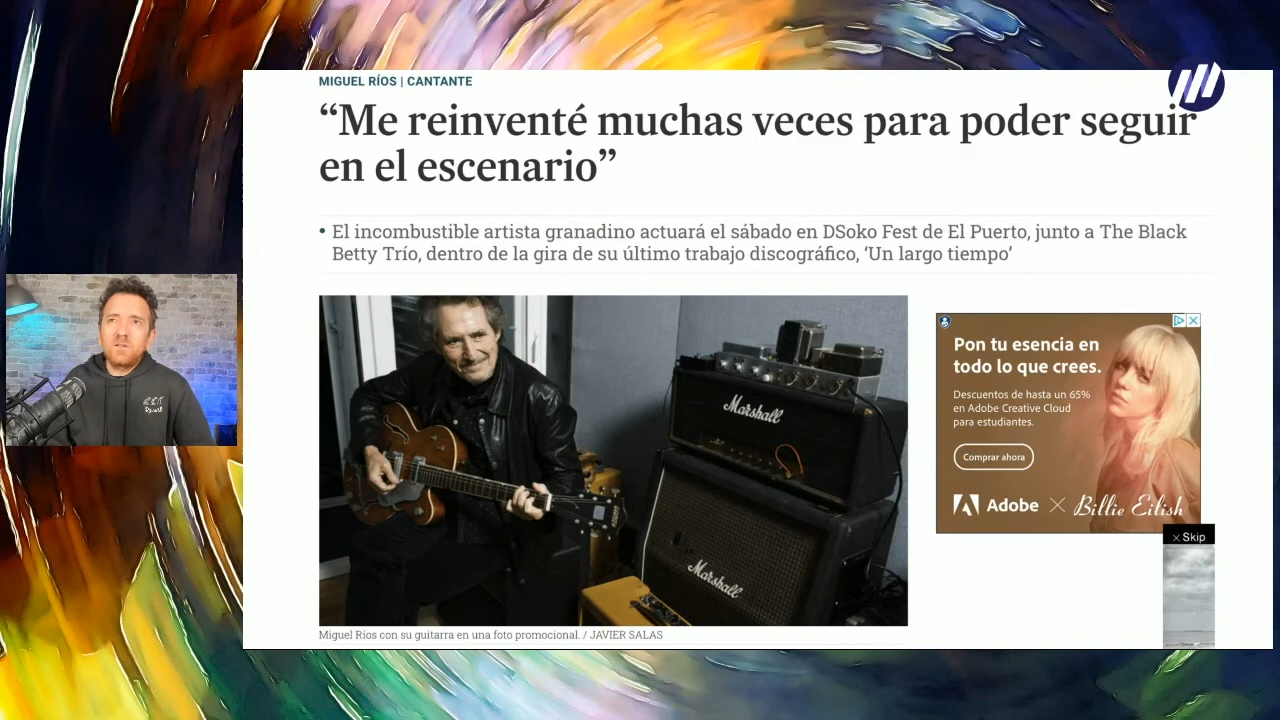 MIGUEL RÍOS | CANTANTE
“Me reinventé muchas veces para poder seguir
en el escenario”
• El incombustible artista granadino actuará el sábado en DSoko Fest de El Puerto, junto a The Black
Betty Trío, dentro de la gira de su último trabajo discográfico, ‘Un largo tiempo’
Marshall
Marshall
Pon tu esencia en
todo lo que crees.
Descuentos de hasta un 65%
en Adobe Creative Cloud
para estudiantes.
Comprar ahora
Adobe × Billie Eilish
× Skip
Miguel Ríos con su guitarra en una foto promocional. / JAVIER SALAS